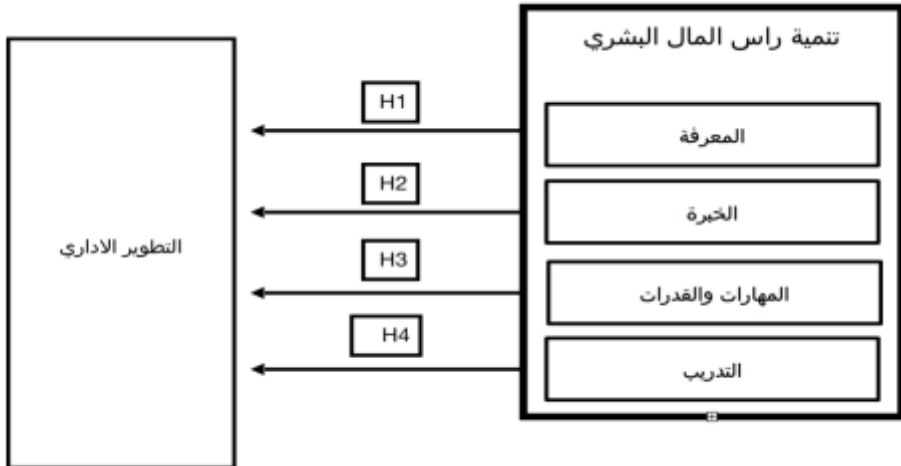 تنمية راس المال البشري
المعرفة
الخبرة
المهارات والقدرات
التدريب
H1
H2
H3
H4
التطوير الاداري